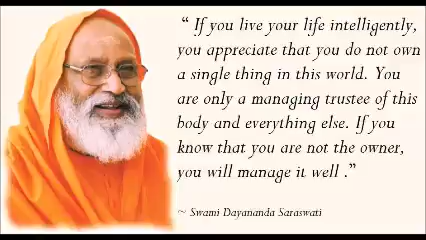 “ If you live your life intelligently,
you appreciate that you do not own
a single thing in this world. You
are only a managing trustee of this
body and everything else. If you
know that you are not the owner,
you will manage it well .”
~ Swami Dayananda Saraswati